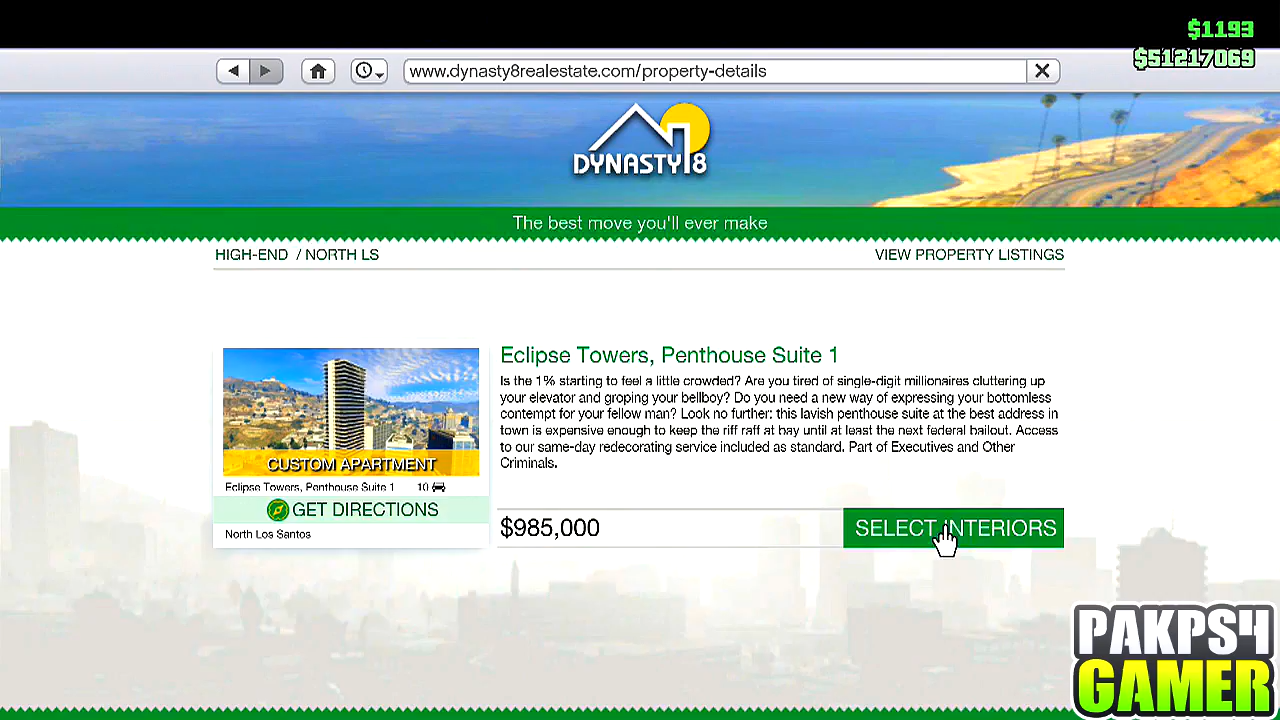 $1193
$51217069
www.dynasty8realestate.com/property-details
DYNASTY 8
The best move you'll ever make
HIGH-END / NORTH LS
VIEW PROPERTY LISTINGS
CUSTOM APARTMENT
Eclipse Towers, Penthouse Suite 1 10
GET DIRECTIONS
North Los Santos
Eclipse Towers, Penthouse Suite 1
Is the 1% starting to feel a little crowded? Are you tired of single-digit millionaires cluttering up
your elevator and groping your bellboy? Do you need a new way of expressing your bottomless
contempt for your fellow man? Look no further: this lavish penthouse suite at the best address in
town is expensive enough to keep the riff raff at bay until at least the next federal bailout. Access
to our same-day redecorating service included as standard. Part of Executives and Other
Criminals.
$985,000
SELECT INTERIORS
PAKPS4
GAMER